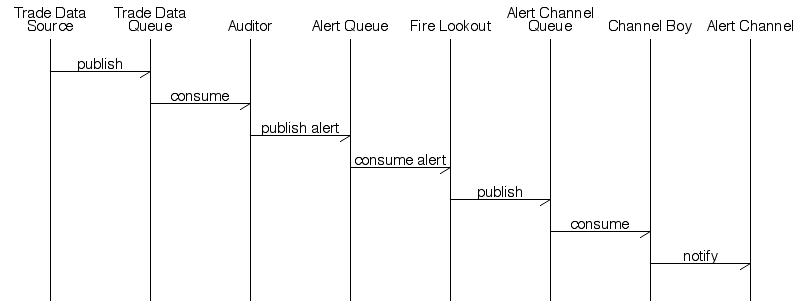 Trade Data
Source
Trade Data
Queue
Auditor
Alert Queue
Fire Lookout
Alert Channel
Queue
Channel Boy
Alert Channel
publish
consume
publish alert
consume alert
publish
consume
notify